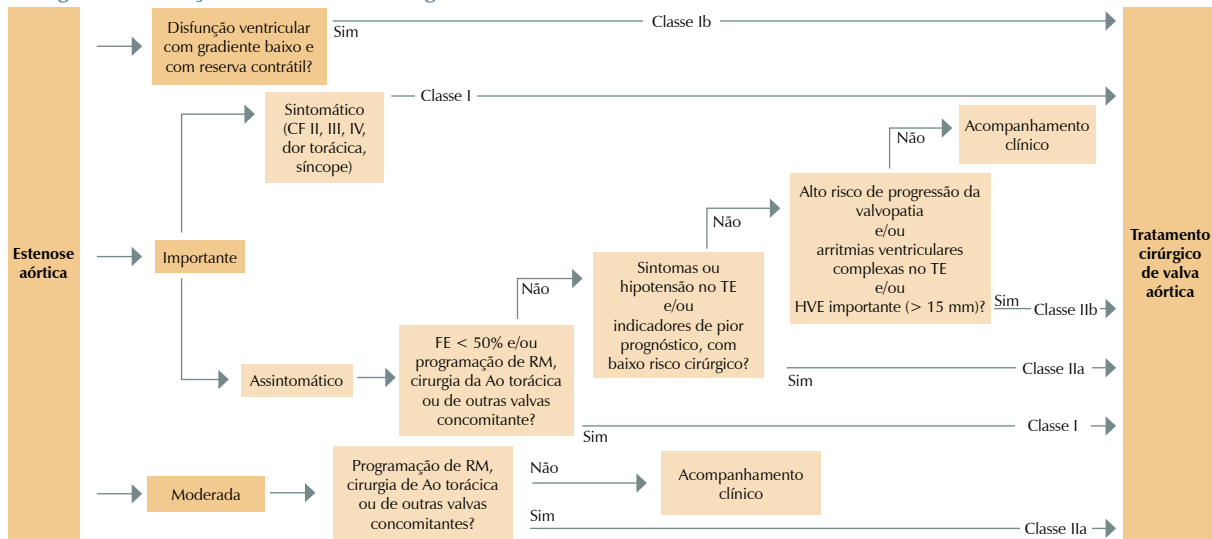 Disfunção ventricular
com gradiente baixo e
com reserva contrátil?
Sim
Classe Ib
Sintomático
(CF II, III, IV,
dor torácica,
síncope)
Classe I
Não
Acompanhamento
clínico
Alto risco de progressão da
valvopatia
e/ou
arritmias ventriculares
complexas no TE
e/ou
HVE importante (> 15 mm)?
Sim
Classe IIb
Estenose
aórtica
Importante
Tratamento
cirúrgico
de valva
aórtica
Não
Sintomas ou
hipotensão no TE
e/ou
indicadores de pior
prognóstico, com
baixo risco cirúrgico?
Sim
Classe IIa
Não
Assintomático
FE < 50% e/ou
programação de RM,
cirurgia da Ao torácica
ou de outras valvas
concomitante?
Sim
Classe I
Moderada
Programação de RM,
cirurgia de Ao torácica
ou de outras valvas
concomitantes?
Não
Acompanhamento
clínico
Sim
Classe IIa